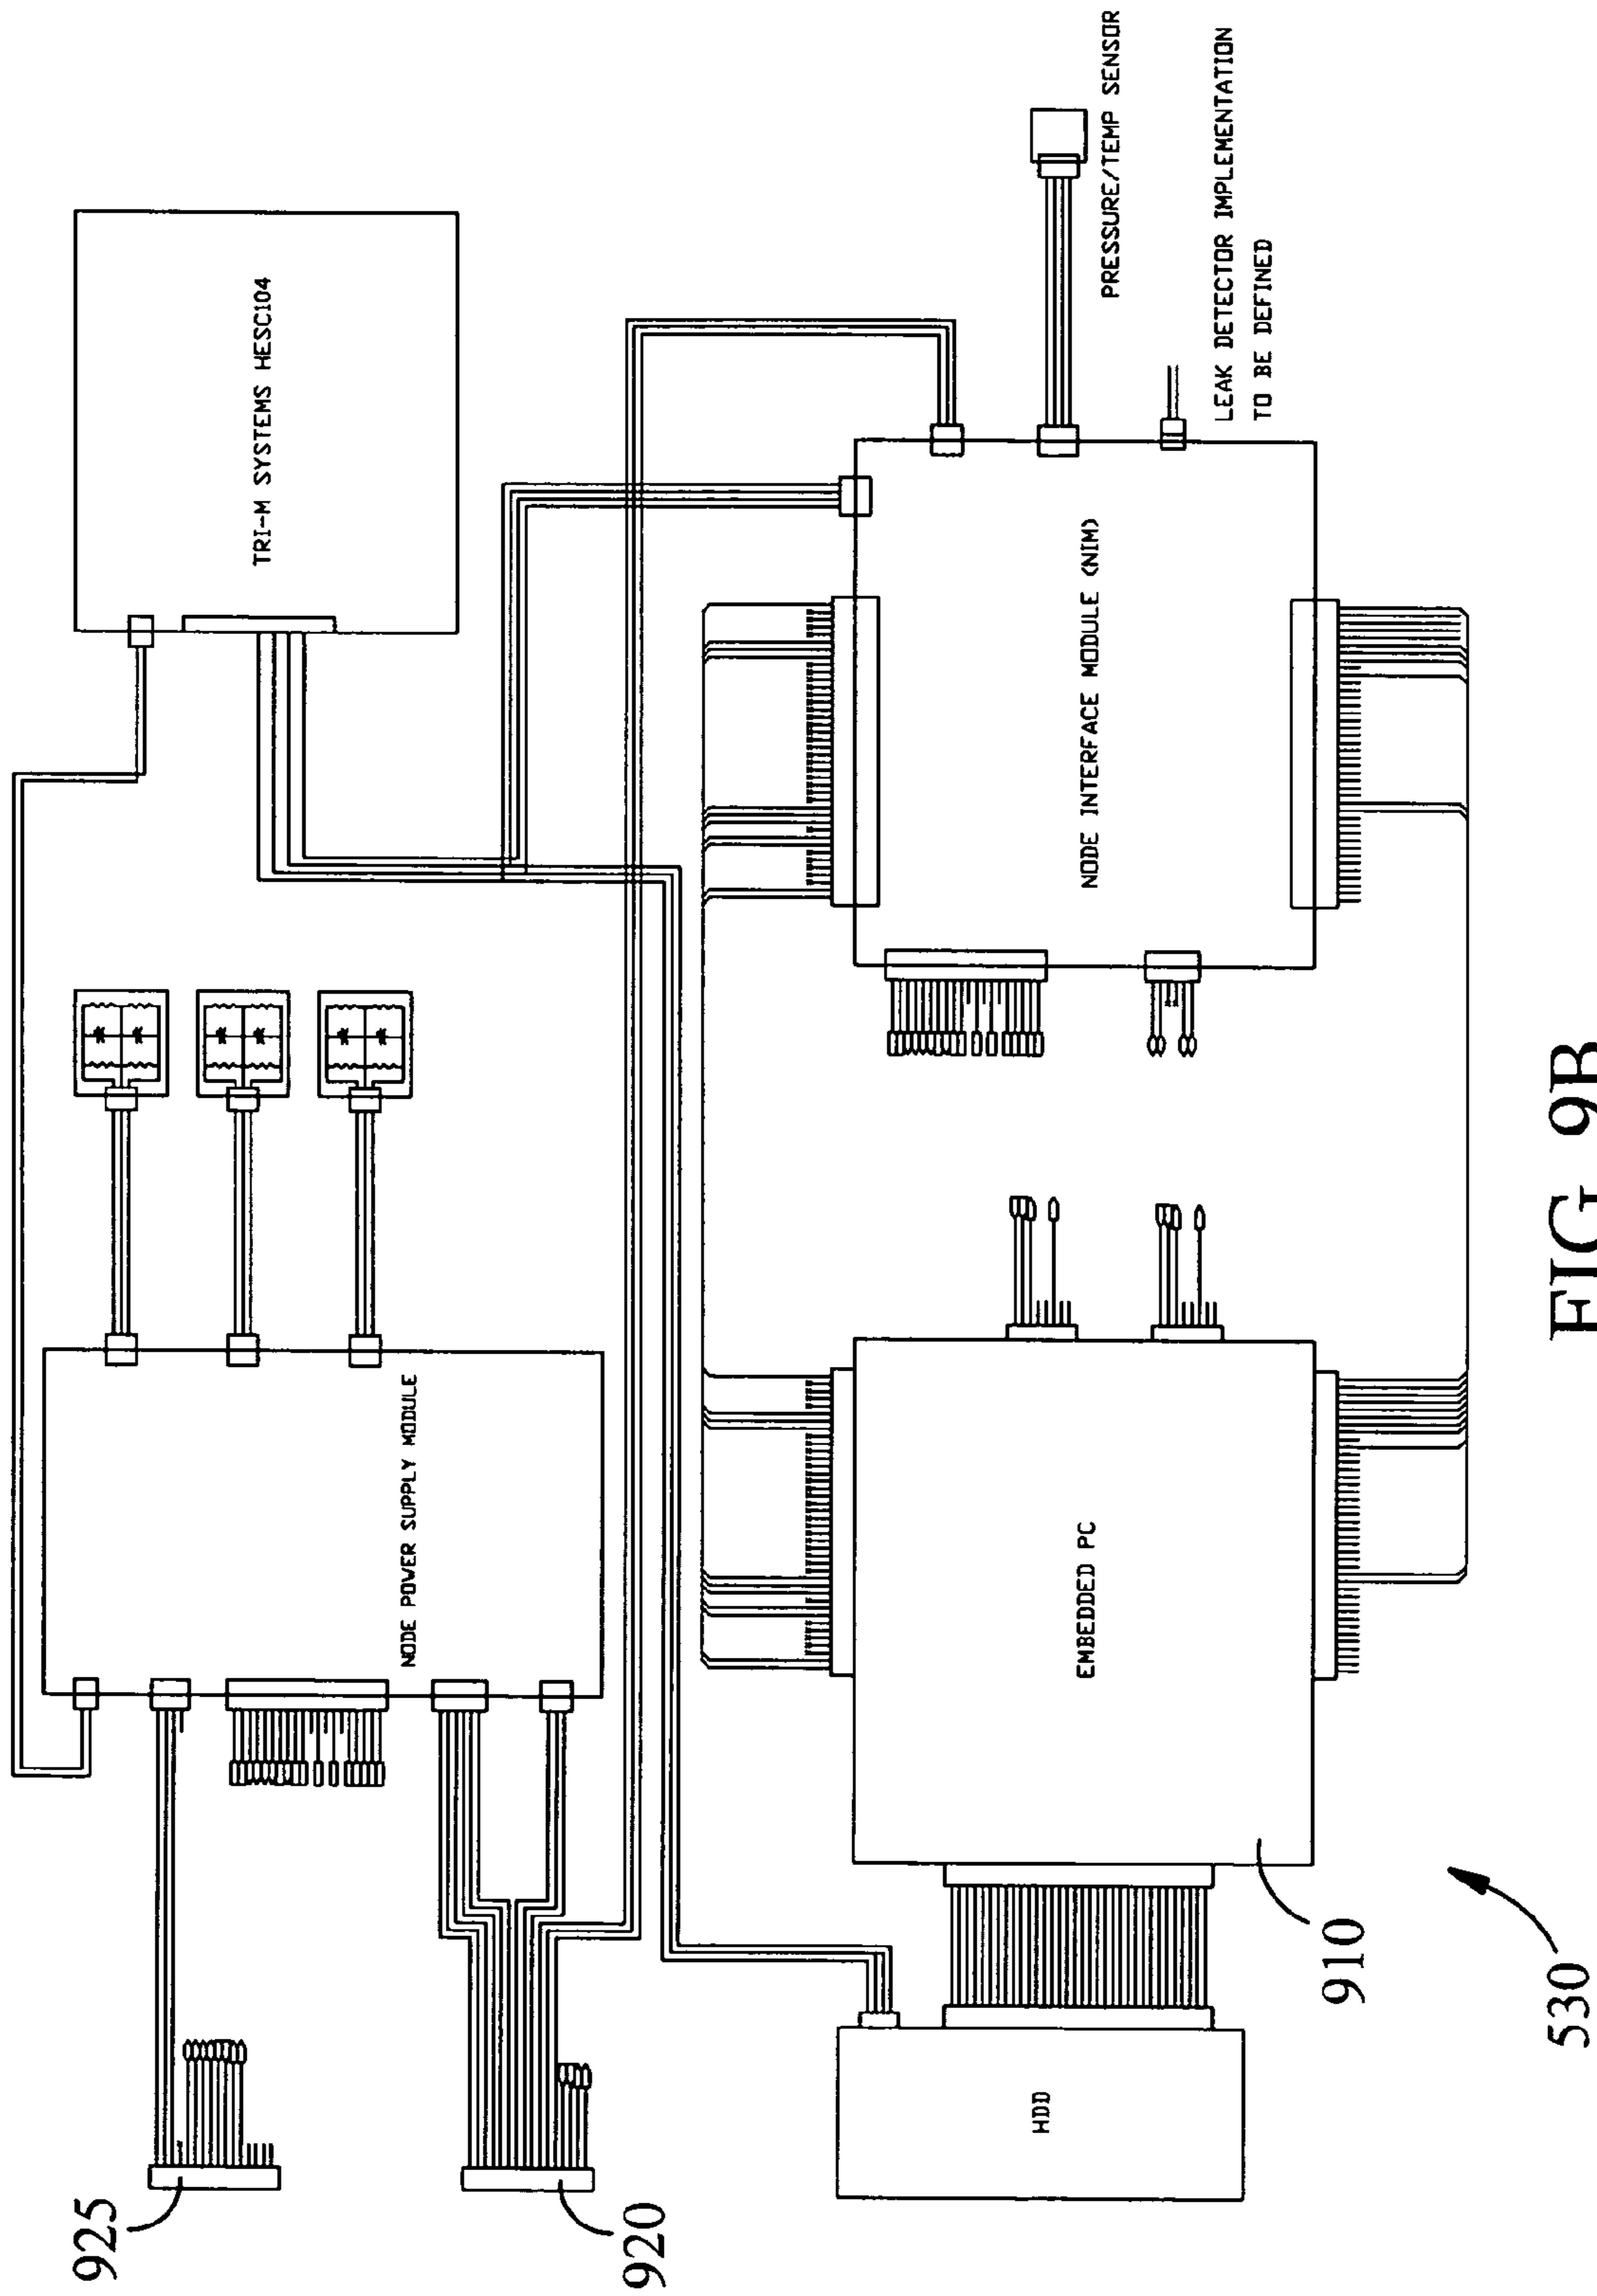 925
920
NODE POWER SUPPLY MODULE
TRI-M SYSTEMS HESC104
HDD
910
EMBEDDED PC
NODE INTERFACE MODULE (NIM)
PRESSURE/TEMP SENSOR
LEAK DETECTOR IMPLEMENTATION
TO BE DEFINED
530
FIG 9B